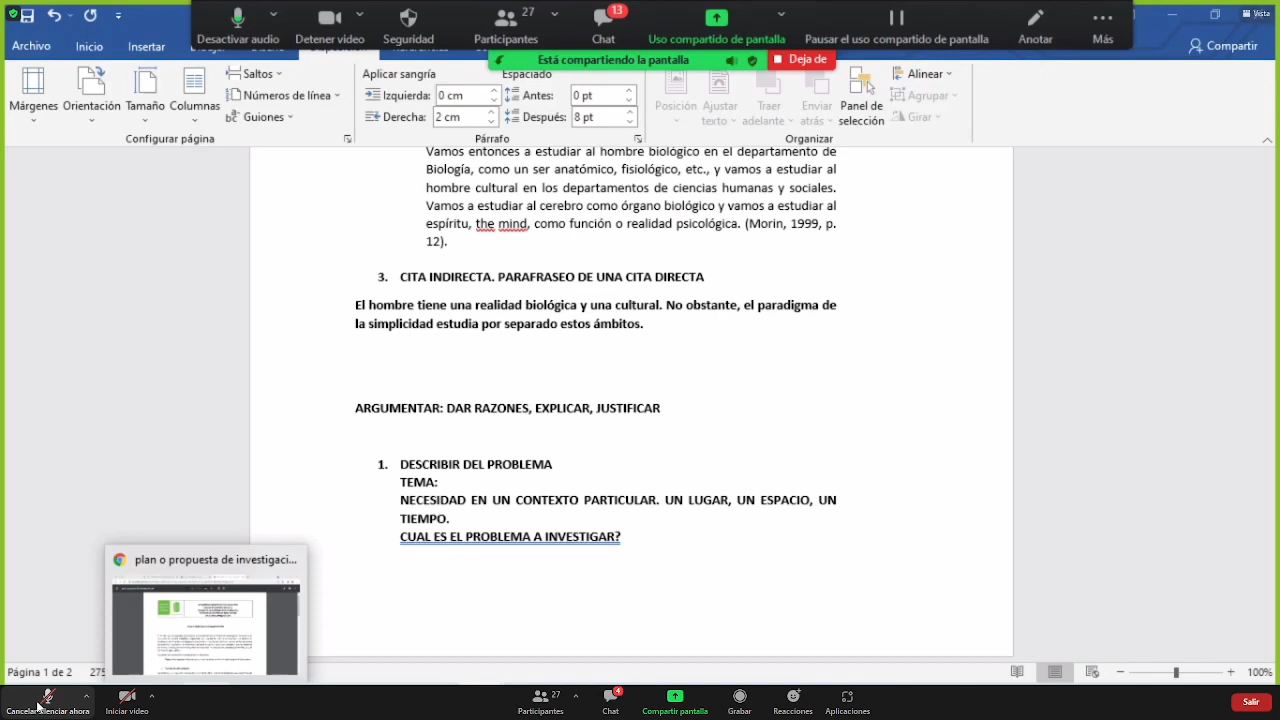 13
27
Desactivar audio
Detener video
Seguridad
Participantes
Chat
Uso compartido de pantalla
Pausar el uso compartido de pantalla
Anotar
Más
Vista
Archivo
Inicio
Insertar
Compartir
Está compartiendo la pantalla
Deja de
Márgenes
Orientación
Tamaño
Columnas
Saltos
Números de línea
Guiones
Configurar página
Aplicar sangría
Izquierda: 0 cm
Derecha: 2 cm
Espaciado
Antes: 0 pt
Después: 8 pt
Párrafo
Posición
Ajustar texto
Traer adelante
Enviar atrás
Panel de selección
Alinear
Agrupar
Girar
Organizar
Vamos entonces a estudiar al hombre biológico en el departamento de
Biología, como un ser anatómico, fisiológico, etc., y vamos a estudiar al
hombre cultural en los departamentos de ciencias humanas y sociales.
Vamos a estudiar al cerebro como órgano biológico y vamos a estudiar al
espíritu, the mind, como función o realidad psicológica. (Morin, 1999, p.
12).
3. CITA INDIRECTA. PARAFRASEO DE UNA CITA DIRECTA
El hombre tiene una realidad biológica y una cultural. No obstante, el paradigma de
la simplicidad estudia por separado estos ámbitos.
ARGUMENTAR: DAR RAZONES, EXPLICAR, JUSTIFICAR
1. DESCRIBIR DEL PROBLEMA
TEMA:
NECESIDAD EN UN CONTEXTO PARTICULAR. UN LUGAR, UN ESPACIO, UN
TIEMPO.
CUAL ES EL PROBLEMA A INVESTIGAR?
plan o propuesta de investigaci...
Página 1 de 2
275
100%
Iniciar video
27
Participantes
4
Chat
Compartir pantalla
Grabar
Reacciones
Aplicaciones
Salir